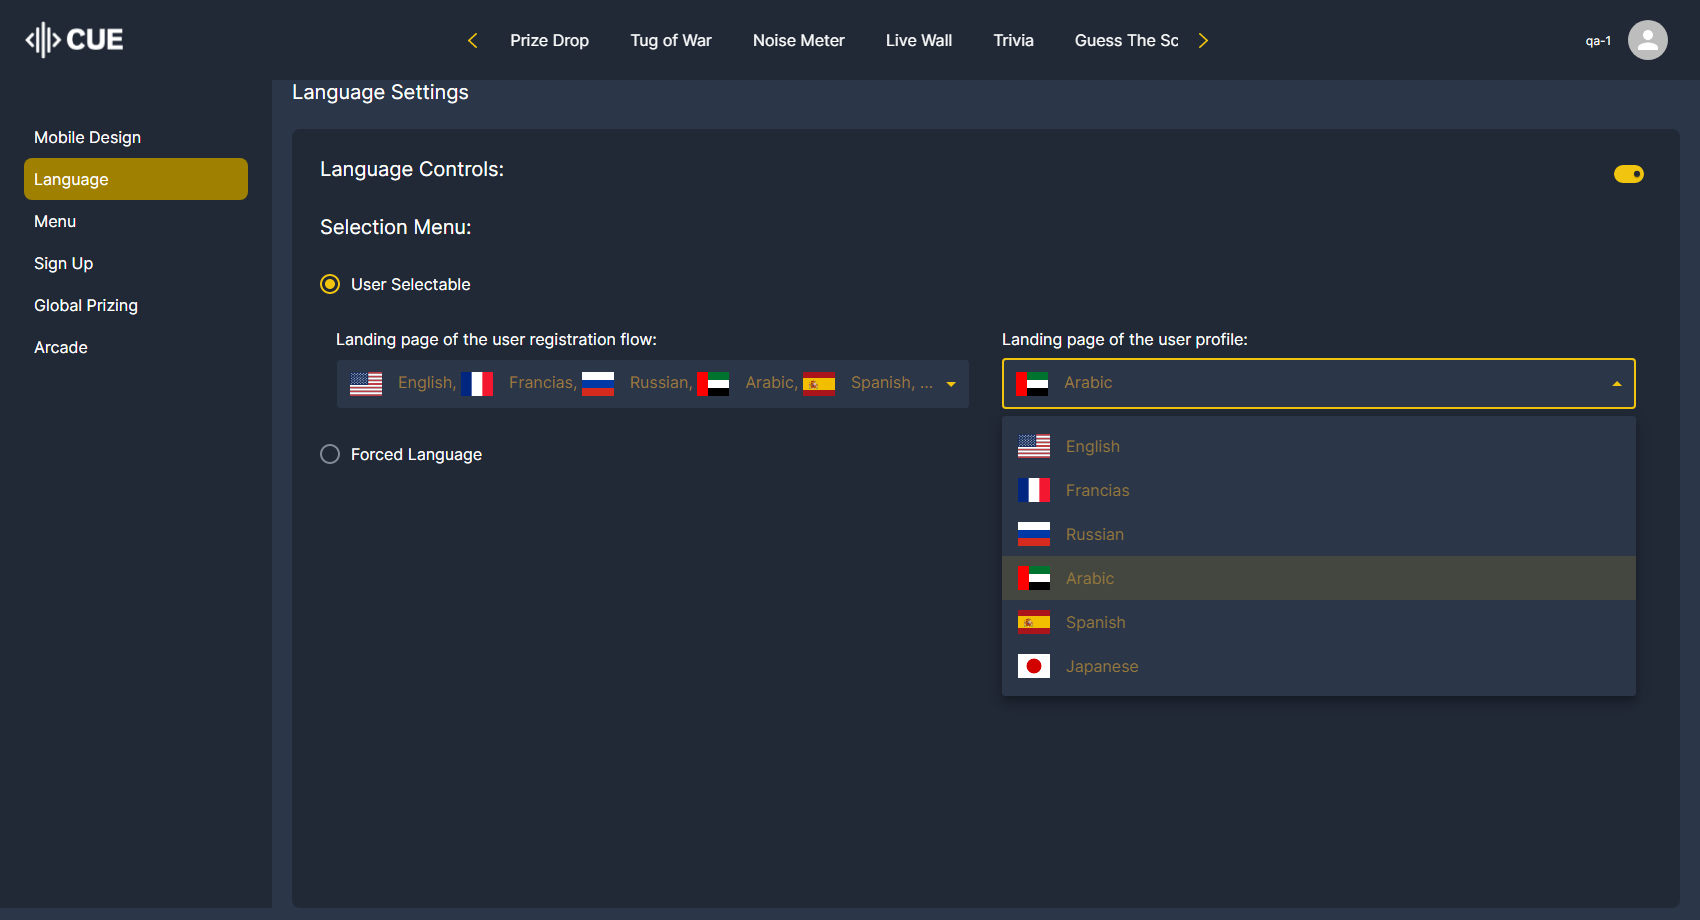 CUE
Prize Drop
Tug of War
Noise Meter
Live Wall
Trivia
Guess The Sc
qa-1
Mobile Design
Language
Menu
Sign Up
Global Prizing
Arcade
Language Settings
Language Controls:
Selection Menu:
User Selectable
Landing page of the user registration flow:
English, Francias, Russian, Arabic, Spanish, ...
Forced Language
Landing page of the user profile:
Arabic
English
Francias
Russian
Arabic
Spanish
Japanese